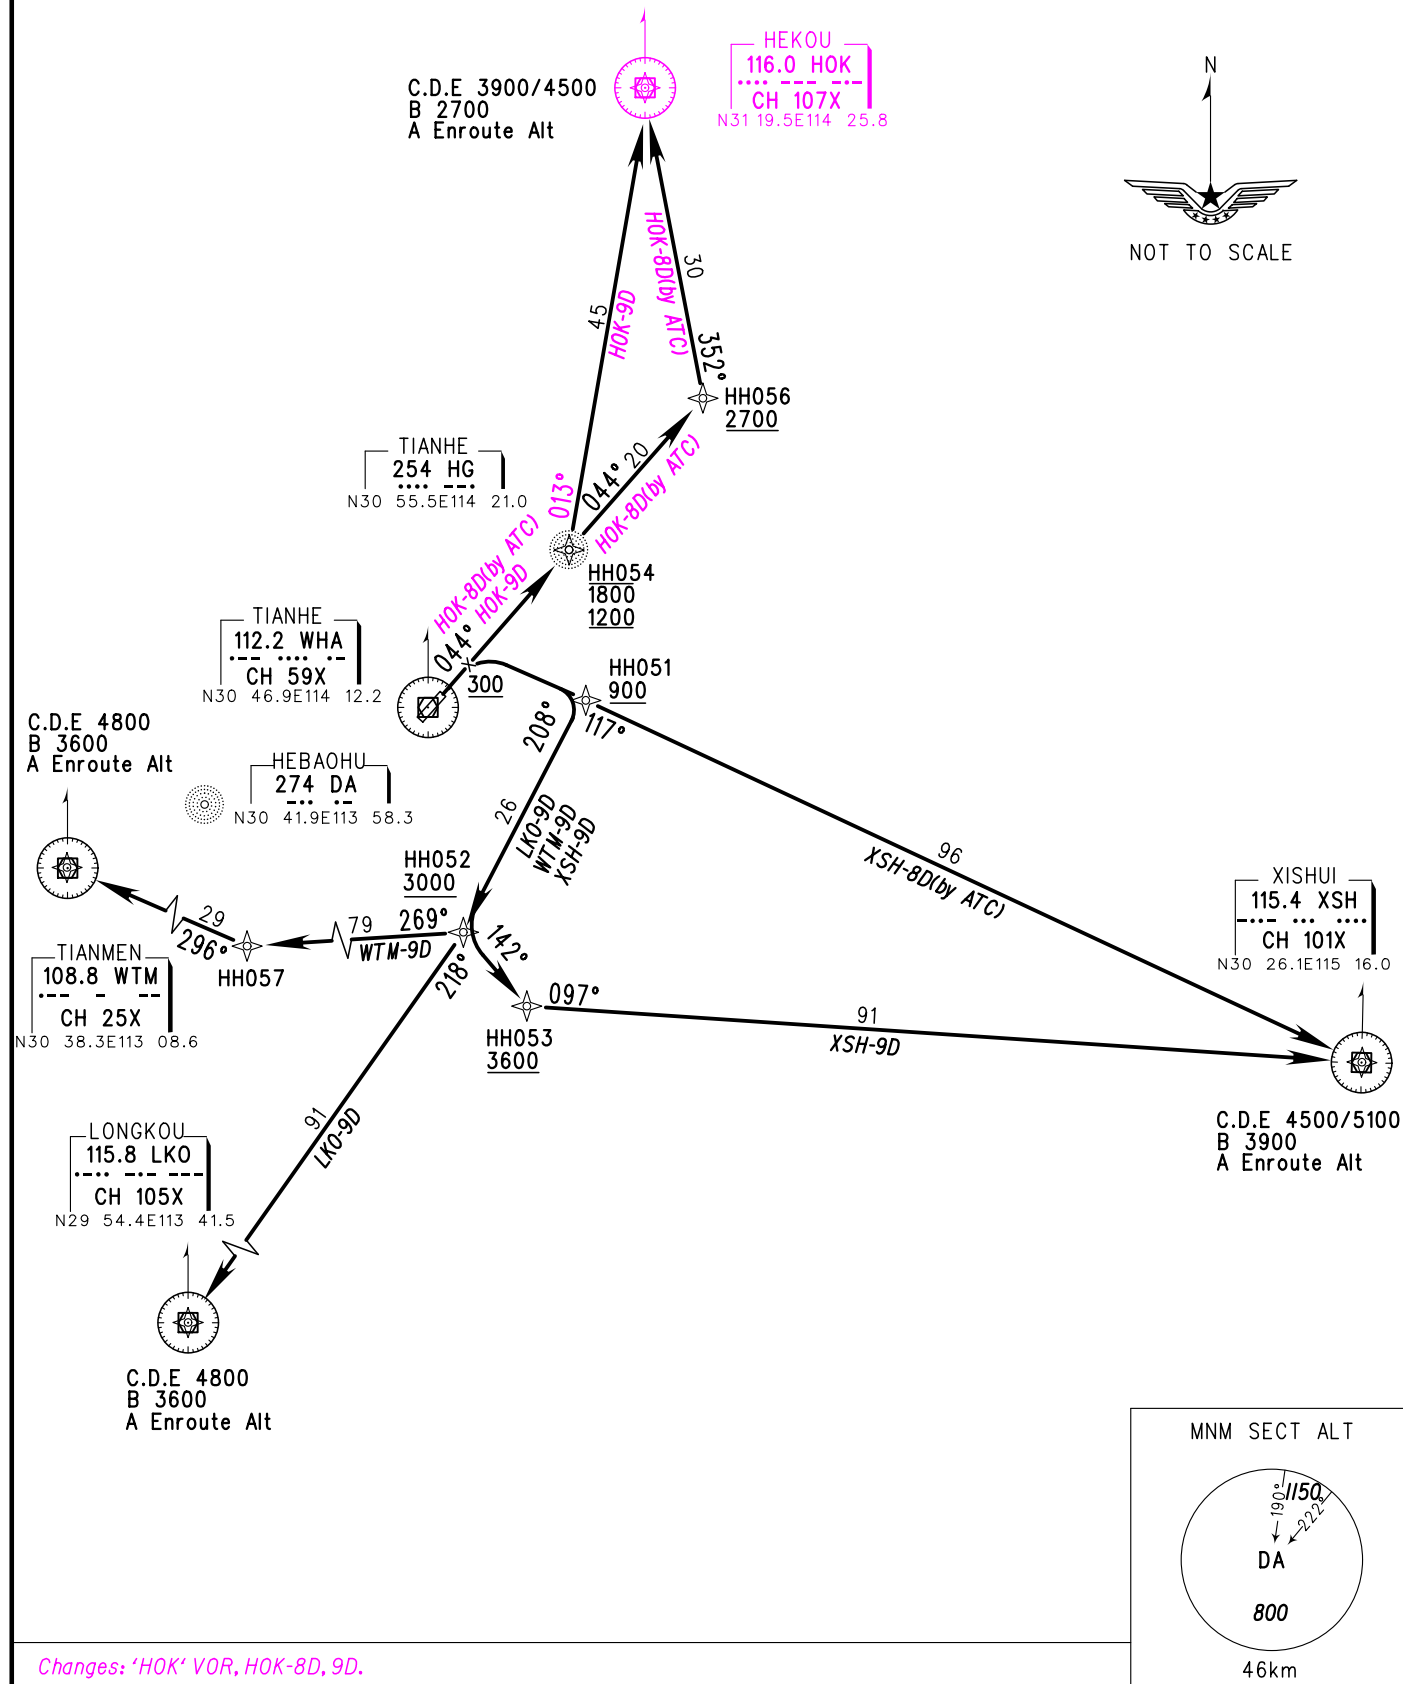 HEKOU
116.0 HOK
CH 107X
N31 19.5E114 25.8
C.D.E 3900/4500
B 2700
A Enroute Alt
N
NOT TO SCALE
45
HOK-9D
HOK-8D(by ATC)
30
352°
HH056
2700
TIANHE
254 HG
N30 55.5E114 21.0
013°
044°
20
HOK-8D(by ATC)
HOK-8D(by ATC)
HOK-9D
044°
HH054
1800
1200
TIANHE
112.2 WHA
CH 59X
N30 46.9E114 12.2
300
HH051
900
117°
208°
C.D.E 4800
B 3600
A Enroute Alt
HEBAOHU
274 DA
N30 41.9E113 58.3
26
LKO-9D
WTM-9D
XSH-9D
96
XSH-8D(by ATC)
HH052
3000
XISHUI
115.4 XSH
CH 101X
N30 26.1E115 16.0
29
296°
79
269°
WTM-9D
142°
218°
TIANMEN
108.8 WTM
CH 25X
N30 38.3E113 08.6
HH057
097°
HH053
3600
91
XSH-9D
C.D.E 4500/5100
B 3900
A Enroute Alt
91
LKO-9D
LONGKOU
115.8 LKO
CH 105X
N29 54.4E113 41.5
C.D.E 4800
B 3600
A Enroute Alt
MNM SECT ALT
1150
190°
222°
DA
800
46km
Changes: 'HOK' VOR, HOK-8D, 9D.